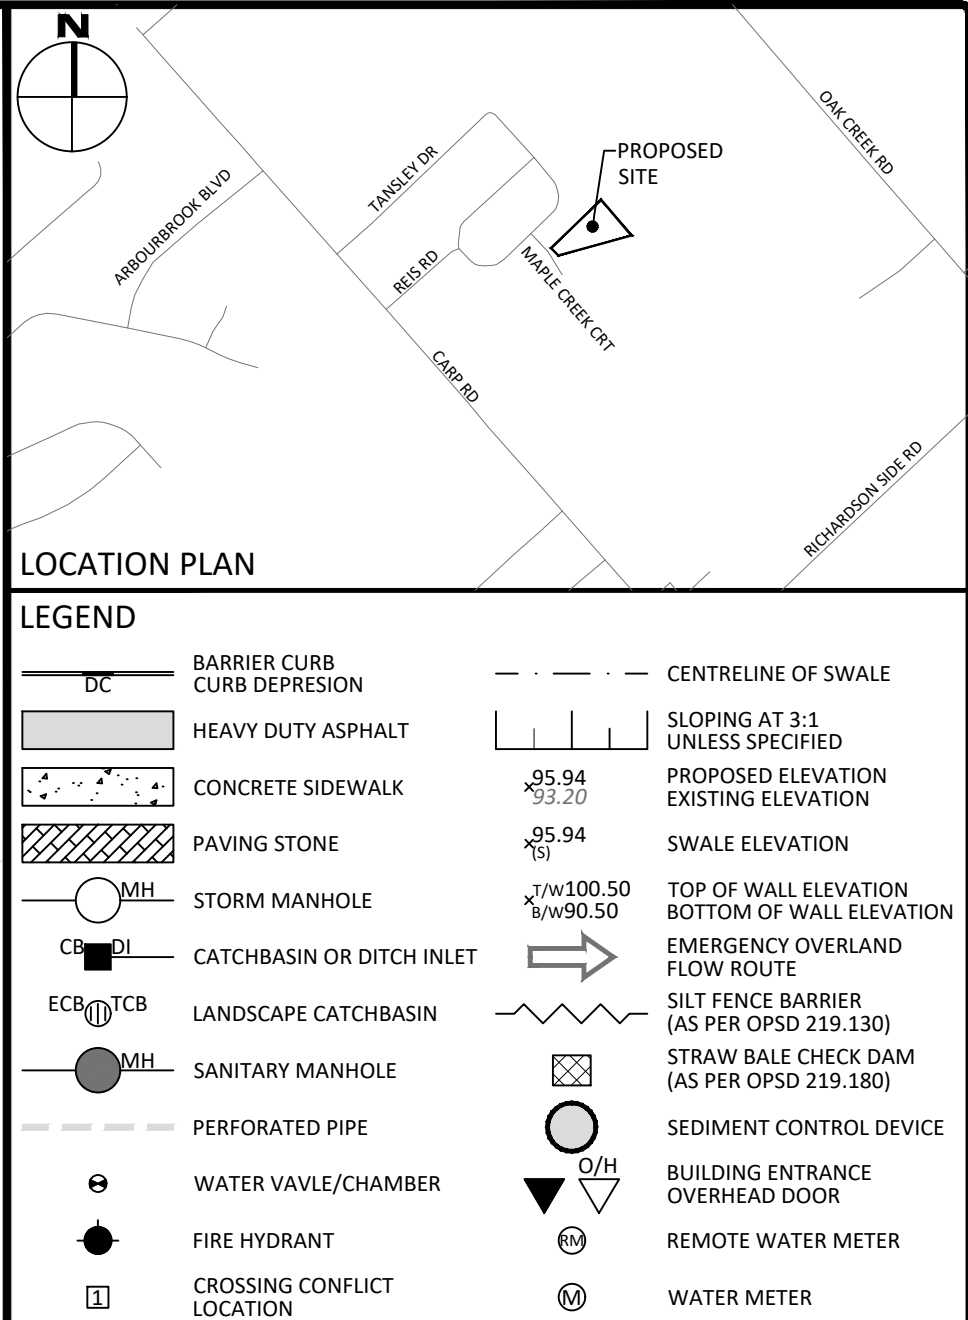 N
OAK CREEK RD
PROPOSED
SITE
TANSLEY DR
ARBOURBROOK BLVD
REIS RD
MAPLE CREEK CRT
CARP RD
RICHARDSON SIDE RD
LOCATION PLAN
LEGEND
DC
BARRIER CURB
CURB DEPRESION
HEAVY DUTY ASPHALT
CONCRETE SIDEWALK
PAVING STONE
MH
STORM MANHOLE
CB DI
CATCHBASIN OR DITCH INLET
ECB TCB
LANDSCAPE CATCHBASIN
MH
SANITARY MANHOLE
PERFORATED PIPE
WATER VAVLE/CHAMBER
FIRE HYDRANT
1
CROSSING CONFLICT
LOCATION
CENTRELINE OF SWALE
SLOPING AT 3:1
UNLESS SPECIFIED
95.94
93.20
PROPOSED ELEVATION
EXISTING ELEVATION
95.94
(S)
SWALE ELEVATION
T/W100.50
B/W90.50
TOP OF WALL ELEVATION
BOTTOM OF WALL ELEVATION
EMERGENCY OVERLAND
FLOW ROUTE
SILT FENCE BARRIER
(AS PER OPSD 219.130)
STRAW BALE CHECK DAM
(AS PER OPSD 219.180)
SEDIMENT CONTROL DEVICE
O/H
BUILDING ENTRANCE
OVERHEAD DOOR
RM
REMOTE WATER METER
M
WATER METER